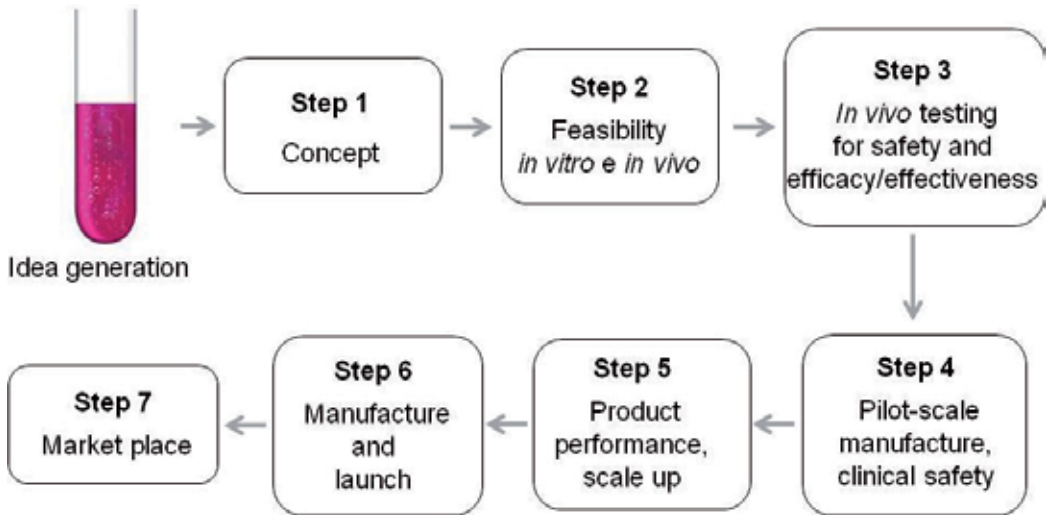 Idea generation
Step 1
Concept
Step 2
Feasibility
in vitro e in vivo
Step 3
In vivo testing
for safety and
efficacy/effectiveness
Step 4
Pilot-scale
manufacture,
clinical safety
Step 5
Product
performance,
scale up
Step 6
Manufacture
and
launch
Step 7
Market place